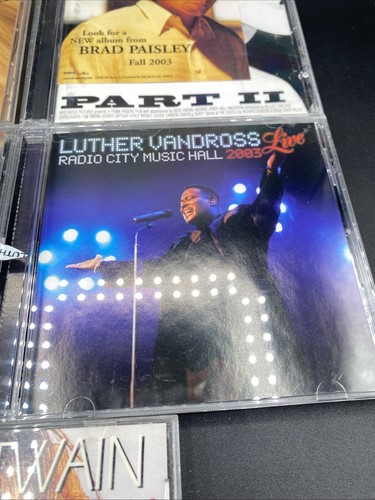 Look for a
NEW album from
BRAD PAISLEY
Fall 2003
PART II
LUTHER VANDROSS Live
RADIO CITY MUSIC HALL 2003
TWAIN